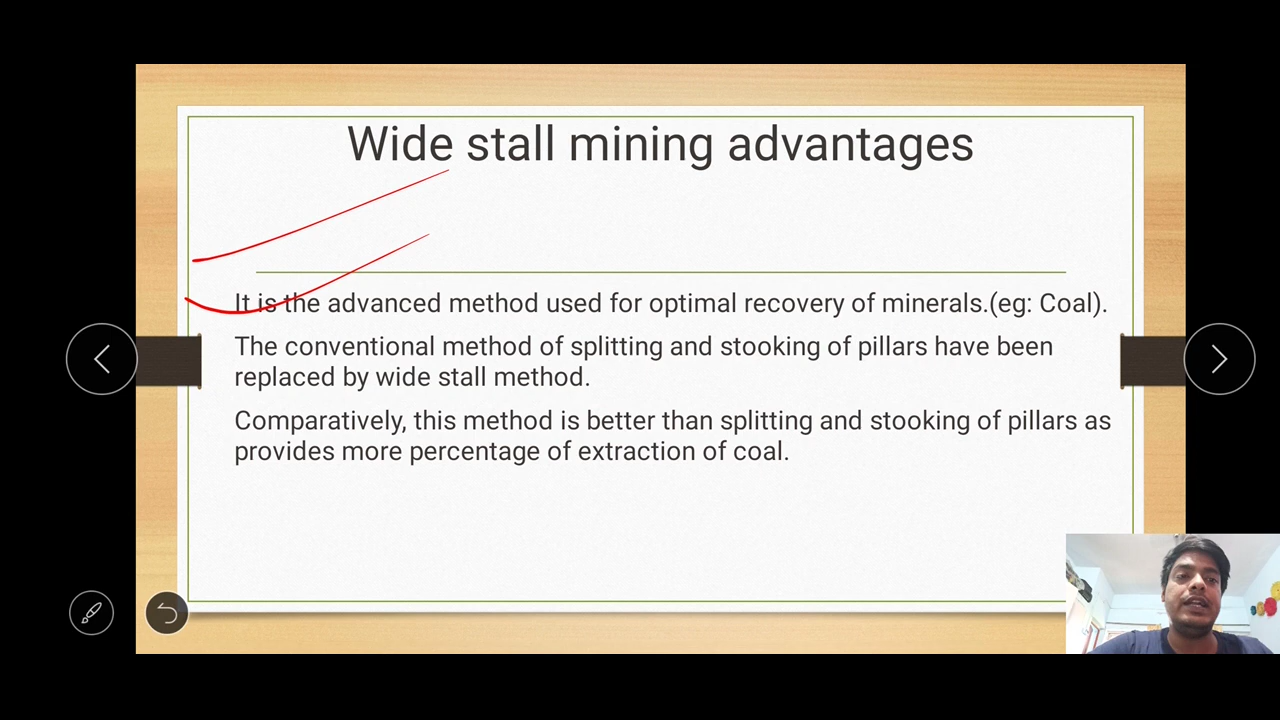 Wide stall mining advantages
It is the advanced method used for optimal recovery of minerals.(eg: Coal).
The conventional method of splitting and stooking of pillars have been
replaced by wide stall method.
Comparatively, this method is better than splitting and stooking of pillars as
provides more percentage of extraction of coal.